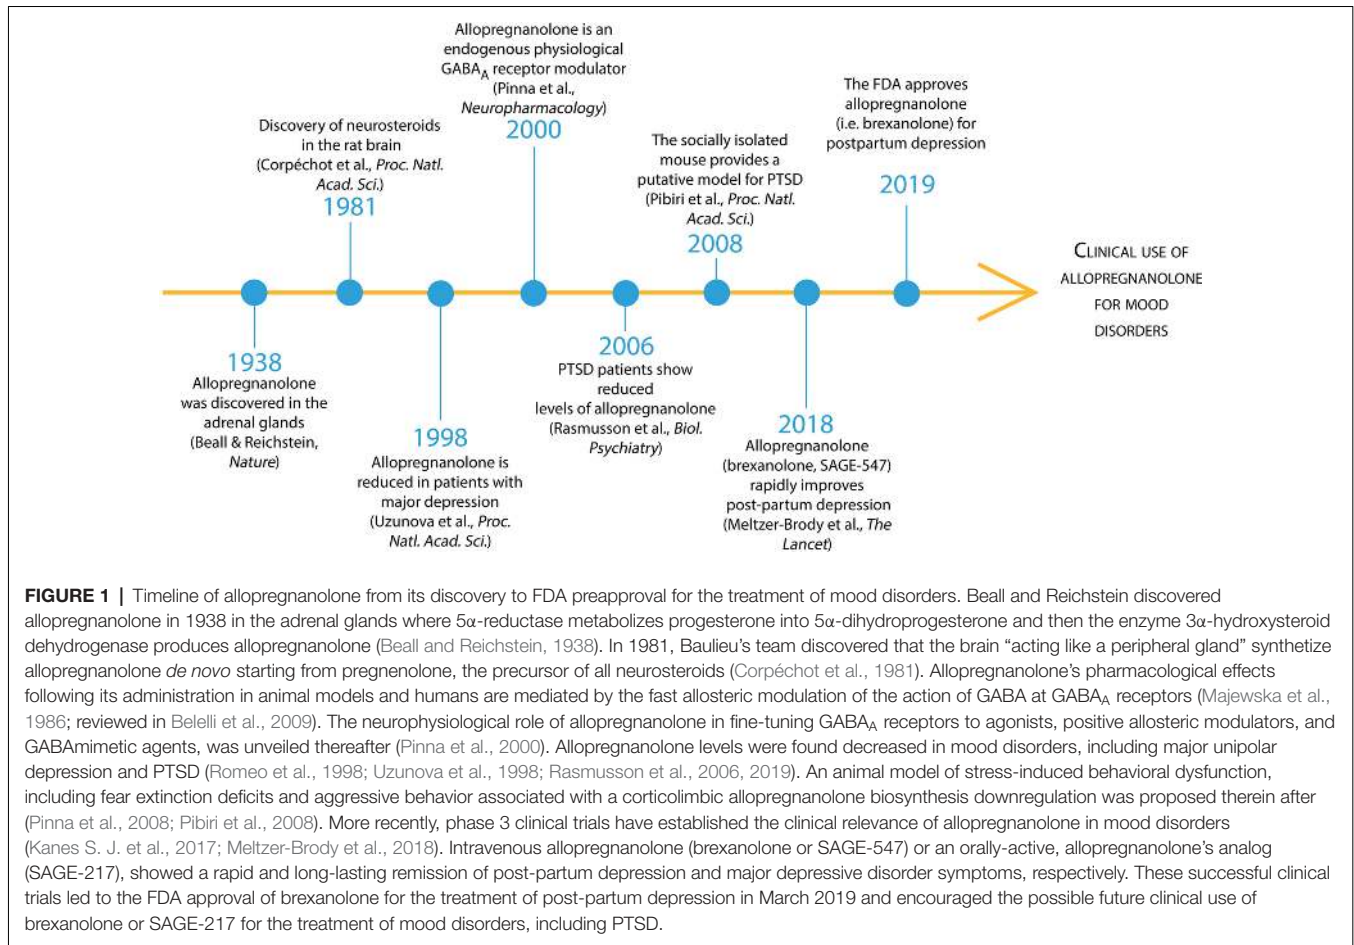 Allopregnanolone is an
endogenous physiological
GABAA receptor modulator
(Pinna et al.,
Neuropharmacology)
2000
Discovery of neurosteroids
in the rat brain
(Corpéchot et al., Proc. Natl.
Acad. Sci.)
1981
The socially isolated
mouse provides a
putative model for PTSD
(Pibiri et al., Proc. Natl.
Acad. Sci.)
2008
The FDA approves
allopregnanolone
(i.e. brexanolone) for
postpartum depression
2019
CLINICAL USE OF
ALLOPREGNANOLONE
FOR MOOD
DISORDERS
1938
Allopregnanolone
was discovered in the
adrenal glands
(Beall & Reichstein,
Nature)
1998
Allopregnanolone is
reduced in patients with
major depression
(Uzunova et al., Proc.
Natl. Acad. Sci.)
2006
PTSD patients show
reduced
levels of allopregnanolone
(Rasmusson et al., Biol.
Psychiatry)
2018
Allopregnanolone
(brexanolone, SAGE-547)
rapidly improves
post-partum depression
(Meltzer-Brody et al., The
Lancet)
FIGURE 1 | Timeline of allopregnanolone from its discovery to FDA preapproval for the treatment of mood disorders. Beall and Reichstein discovered
allopregnanolone in 1938 in the adrenal glands where 5α-reductase metabolizes progesterone into 5α-dihydroprogesterone and then the enzyme 3α-hydroxysteroid
dehydrogenase produces allopregnanolone (Beall and Reichstein, 1938). In 1981, Baulieu's team discovered that the brain “acting like a peripheral gland” synthetize
allopregnanolone de novo starting from pregnenolone, the precursor of all neurosteroids (Corpéchot et al., 1981). Allopregnanolone's pharmacological effects
following its administration in animal models and humans are mediated by the fast allosteric modulation of the action of GABA at GABAA receptors (Majewska et al.,
1986; reviewed in Belelli et al., 2009). The neurophysiological role of allopregnanolone in fine-tuning GABAA receptors to agonists, positive allosteric modulators, and
GABAmimetic agents, was unveiled thereafter (Pinna et al., 2000). Allopregnanolone levels were found decreased in mood disorders, including major unipolar
depression and PTSD (Romeo et al., 1998; Uzunova et al., 1998; Rasmusson et al., 2006, 2019). An animal model of stress-induced behavioral dysfunction,
including fear extinction deficits and aggressive behavior associated with a corticolimbic allopregnanolone biosynthesis downregulation was proposed therein after
(Pinna et al., 2008; Pibiri et al., 2008). More recently, phase 3 clinical trials have established the clinical relevance of allopregnanolone in mood disorders
(Kanes S. J. et al., 2017; Meltzer-Brody et al., 2018). Intravenous allopregnanolone (brexanolone or SAGE-547) or an orally-active, allopregnanolone's analog
(SAGE-217), showed a rapid and long-lasting remission of post-partum depression and major depressive disorder symptoms, respectively. These successful clinical
trials led to the FDA approval of brexanolone for the treatment of post-partum depression in March 2019 and encouraged the possible future clinical use of
brexanolone or SAGE-217 for the treatment of mood disorders, including PTSD.